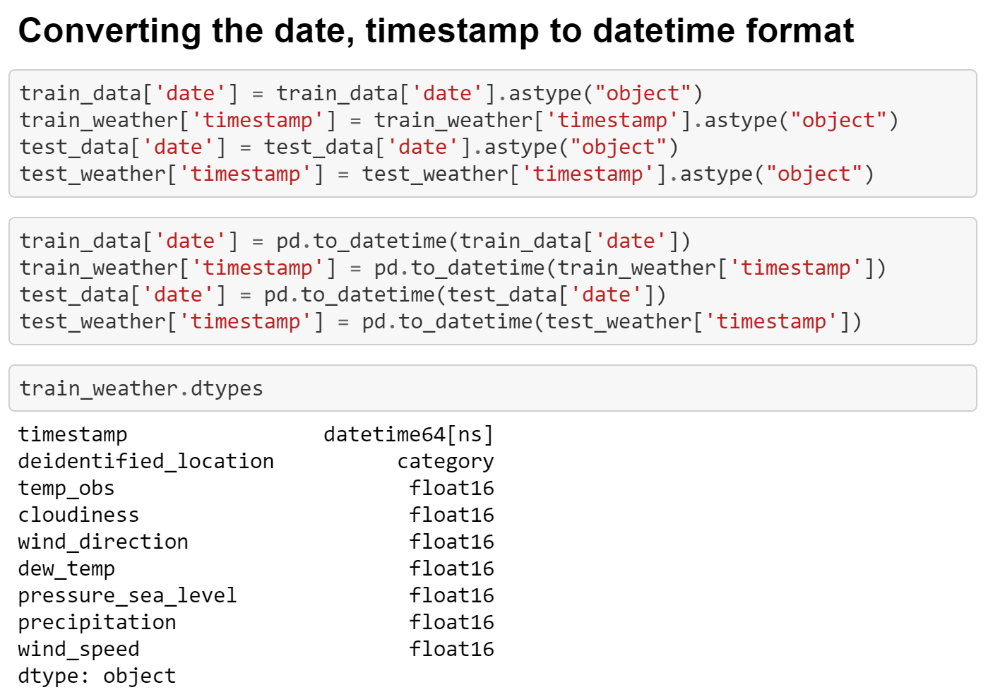 Converting the date, timestamp to datetime format
train_data['date'] = train_data['date'].astype("object")
train_weather['timestamp'] = train_weather['timestamp'].astype("object")
test_data['date'] = test_data['date'].astype("object")
test_weather['timestamp'] = test_weather['timestamp'].astype("object")
train_data['date'] = pd.to_datetime(train_data['date'])
train_weather['timestamp'] = pd.to_datetime(train_weather['timestamp'])
test_data['date'] = pd.to_datetime(test_data['date'])
test_weather['timestamp'] = pd.to_datetime(test_weather['timestamp'])
train_weather.dtypes
timestamp                datetime64[ns]
deidentified_location          category
temp_obs                        float16
cloudiness                      float16
wind_direction                  float16
dew_temp                        float16
pressure_sea_level              float16
precipitation                   float16
wind_speed                      float16
dtype: object